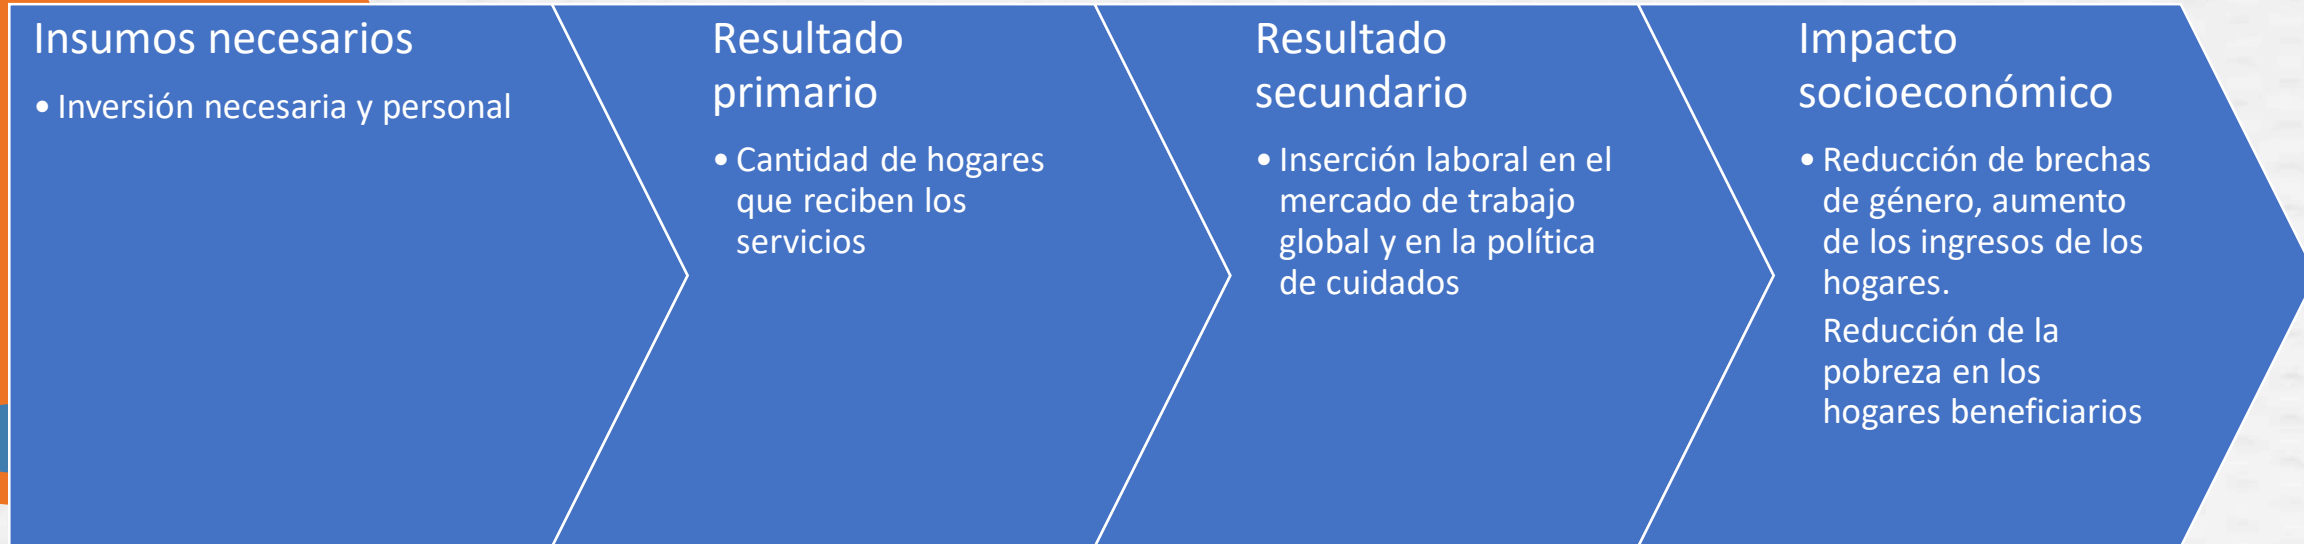 Insumos necesarios
• Inversión necesaria y personal
Resultado
primario
• Cantidad de hogares
que reciben los
servicios
Resultado
secundario
• Inserción laboral en el
mercado de trabajo
global y en la política
de cuidados
Impacto
socioeconómico
• Reducción de brechas
de género, aumento
de los ingresos de los
hogares.
Reducción de la
pobreza en los
hogares beneficiarios